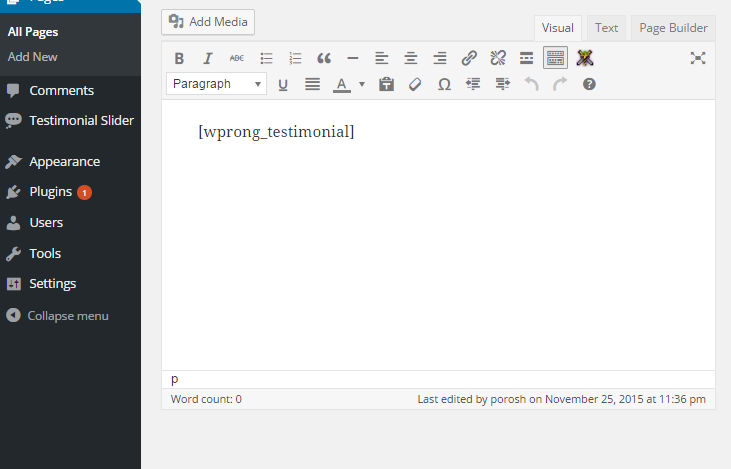 Pages
All Pages
Add New
Comments
Testimonial Slider
Appearance
Plugins 1
Users
Tools
Settings
Collapse menu
Add Media
Visual Text Page Builder
B I ABC
Paragraph U A Ω ?
[wprong_testimonial]
p
Word count: 0 Last edited by porosh on November 25, 2015 at 11:36 pm